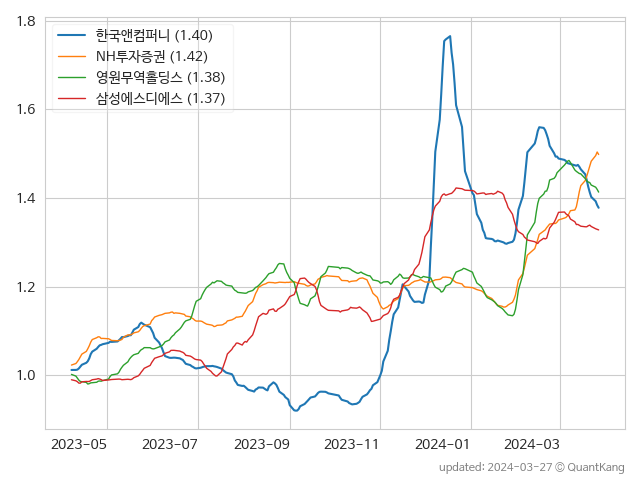 1.8
1.6
1.4
1.2
1.0
한국앤컴퍼니 (1.40)
NH투자증권 (1.42)
영원무역홀딩스 (1.38)
삼성에스디에스 (1.37)
2023-05 2023-07 2023-09 2023-11 2024-01 2024-03
updated: 2024-03-27 © QuantKang